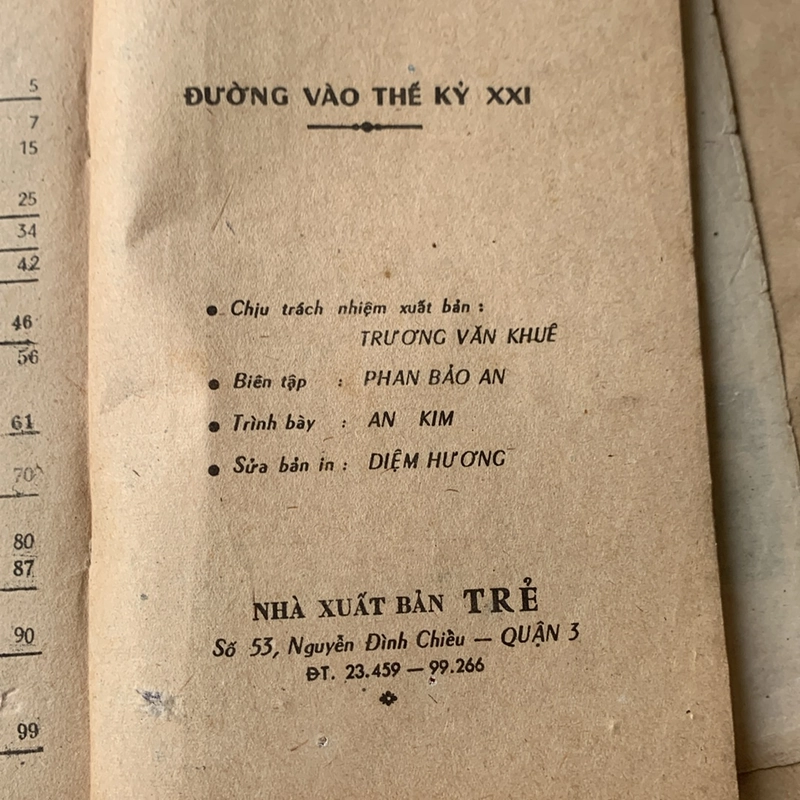 5
7
15
25
34
42
46
56
61
70
80
87
90
99
ĐƯỜNG VÀO THẾ KỶ XXI
● Chịu trách nhiệm xuất bản :
TRƯƠNG VĂN KHUÊ
● Biên tập : PHAN BẢO AN
● Trình bày : AN KIM
● Sửa bản in : DIỆM HƯƠNG
NHÀ XUẤT BẢN TRẺ
Số 53, Nguyễn Đình Chiều — QUẬN 3
ĐT. 23.459 — 99.266